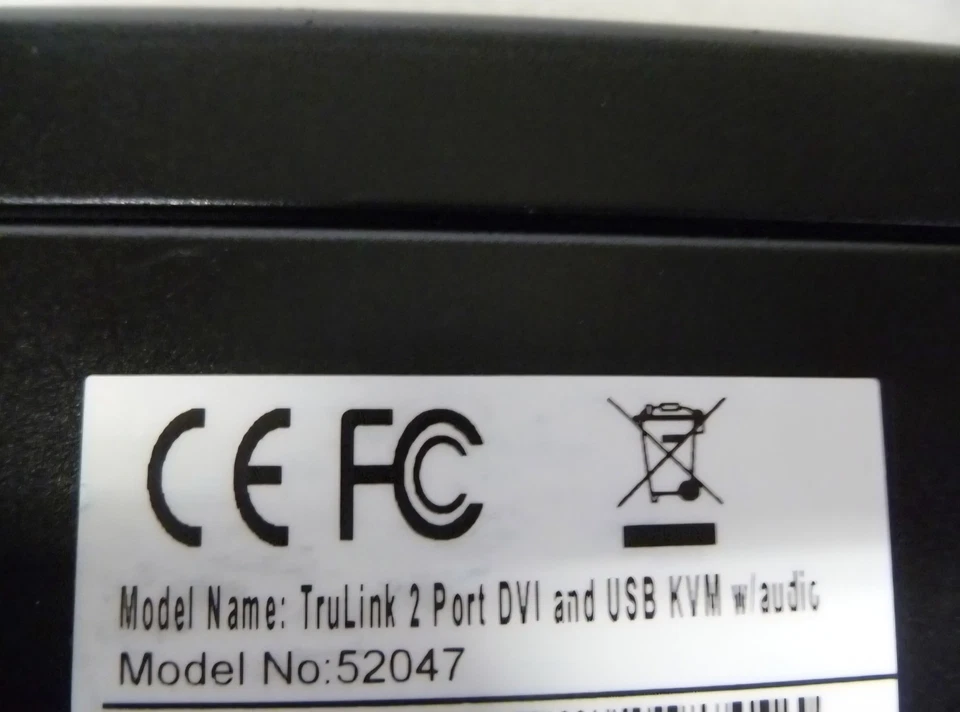 CE FC
Model Name: TruLink 2 Port DVI and USB KVM w/audio
Model No:52047